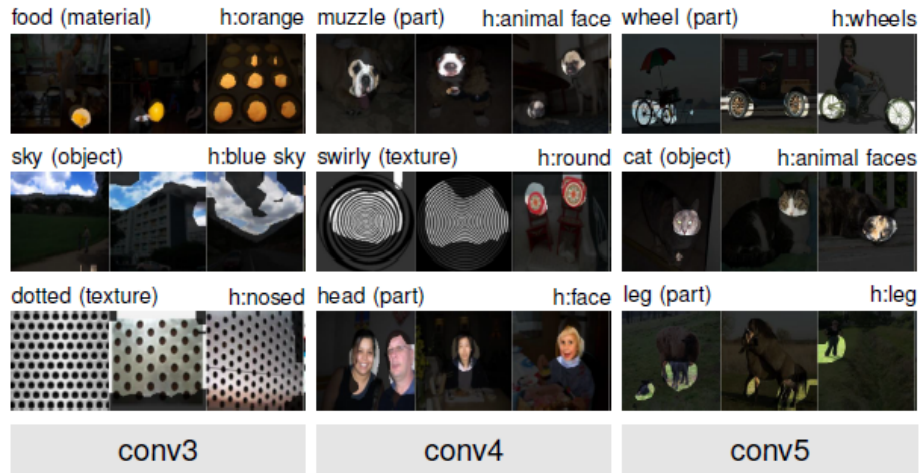 food (material) h:orange muzzle (part) h:animal face wheel (part) h:wheels
sky (object) h:blue sky swirly (texture) h:round cat (object) h:animal faces
dotted (texture) h:nosed head (part) h:face leg (part) h:leg
conv3 conv4 conv5